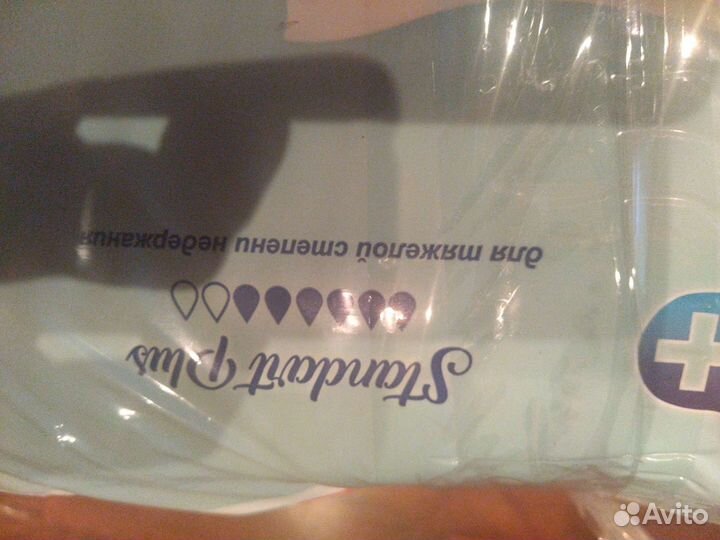 Standart Plus
для тяжелой степени недержания
Avito